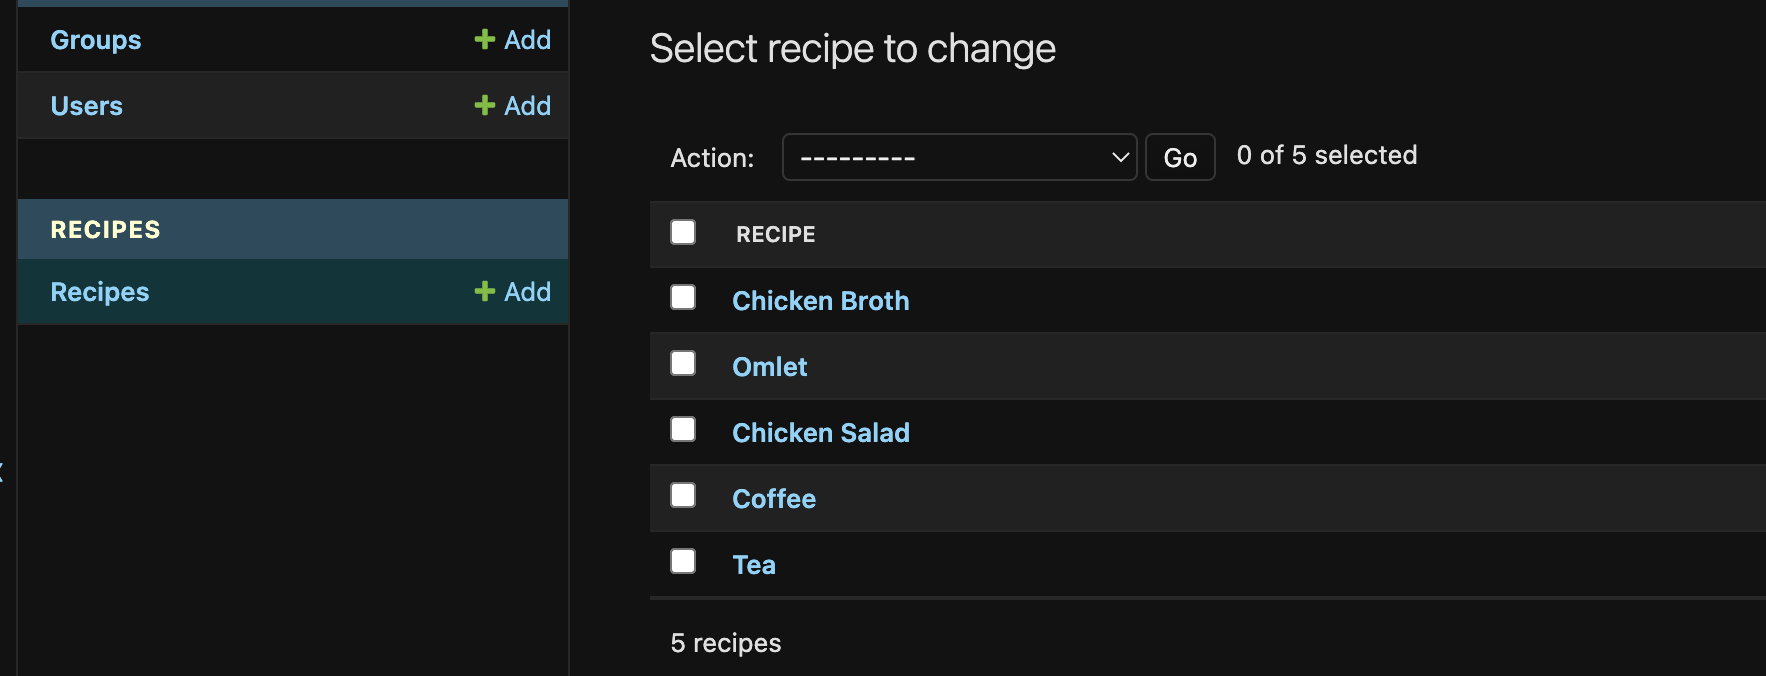 Groups
Add
Users
Add
RECIPES
Recipes
Add
Select recipe to change
Action: --------- Go 0 of 5 selected
RECIPE
Chicken Broth
Omlet
Chicken Salad
Coffee
Tea
5 recipes